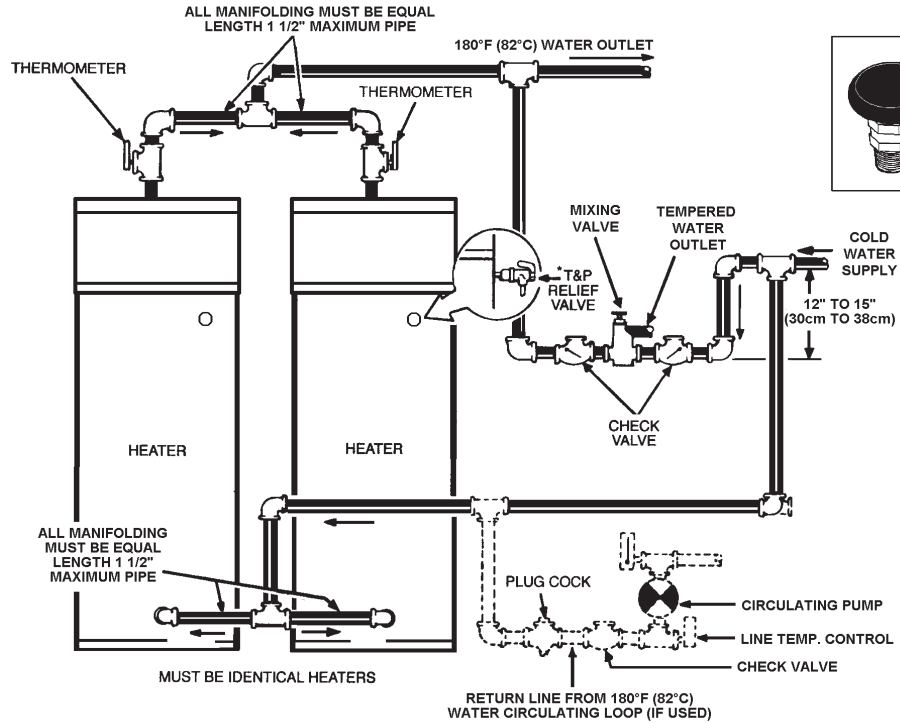 ALL MANIFOLDING MUST BE EQUAL
LENGTH 1 1/2" MAXIMUM PIPE
180°F (82°C) WATER OUTLET
THERMOMETER
THERMOMETER
MIXING
VALVE
TEMPERED
WATER
OUTLET
COLD
WATER
SUPPLY
*T&P
RELIEF
VALVE
12" TO 15"
(30cm TO 38cm)
CHECK
VALVE
HEATER
HEATER
ALL MANIFOLDING
MUST BE EQUAL
LENGTH 1 1/2"
MAXIMUM PIPE
PLUG COCK
CIRCULATING PUMP
LINE TEMP. CONTROL
CHECK VALVE
MUST BE IDENTICAL HEATERS
RETURN LINE FROM 180°F (82°C)
WATER CIRCULATING LOOP (IF USED)